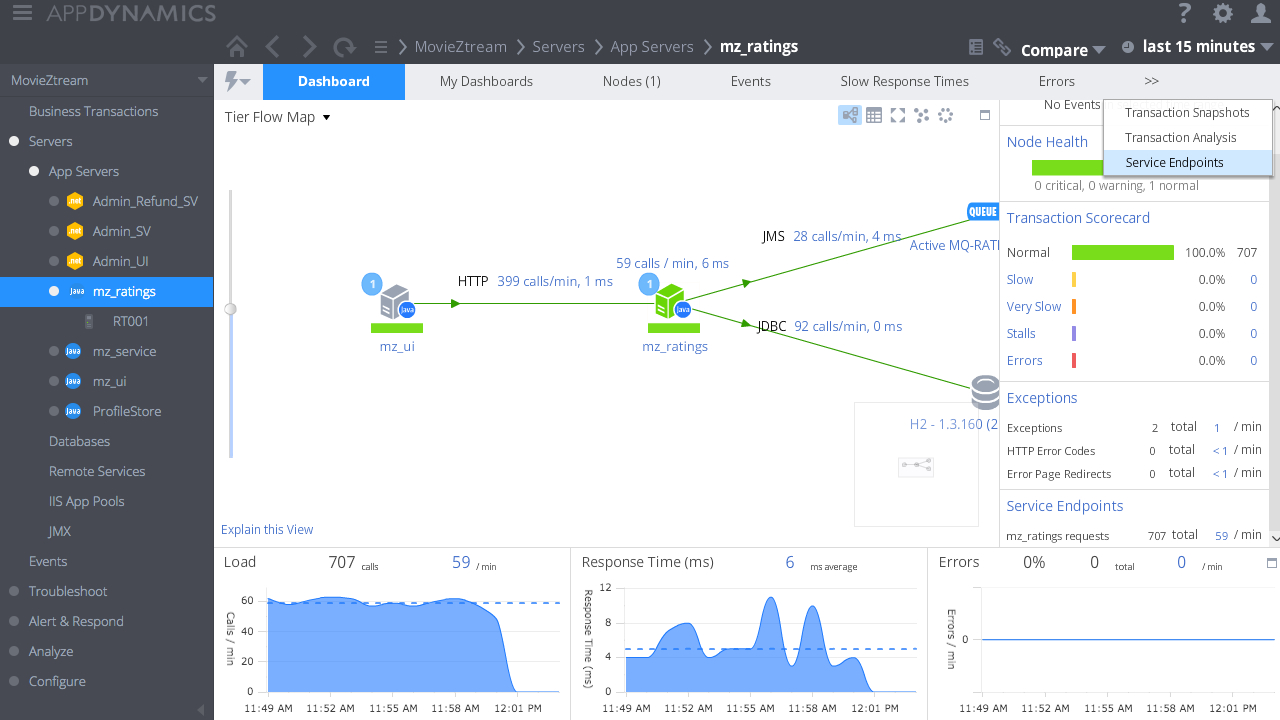 APPDYNAMICS
MovieZtream > Servers > App Servers > mz_ratings
Compare
last 15 minutes
MovieZtream
Business Transactions
Servers
App Servers
.net Admin_Refund_SV
.net Admin_SV
.net Admin_UI
Java mz_ratings
RT001
Java mz_service
Java mz_ui
Java ProfileStore
Databases
Remote Services
IIS App Pools
JMX
Events
Troubleshoot
Alert & Respond
Analyze
Configure
Dashboard
My Dashboards
Nodes (1)
Events
Slow Response Times
Errors
>>
Transaction Snapshots
Transaction Analysis
Service Endpoints
Tier Flow Map
1
HTTP 399 calls/min, 1 ms
Java
mz_ui
59 calls / min, 6 ms
1
Java
mz_ratings
JMS 28 calls/min, 4 ms
QUEUE
Active MQ-RATI
JDBC 92 calls/min, 0 ms
H2 - 1.3.160 (2
Explain this View
No Events
Node Health
0 critical, 0 warning, 1 normal
Transaction Scorecard
Normal 100.0% 707
Slow 0.0% 0
Very Slow 0.0% 0
Stalls 0.0% 0
Errors 0.0% 0
Exceptions
Exceptions 2 total 1 / min
HTTP Error Codes 0 total < 1 / min
Error Page Redirects 0 total < 1 / min
Service Endpoints
mz_ratings requests 707 total 59 / min
Load 707 calls 59 / min
Calls / min
60
40
20
0
11:49 AM 11:52 AM 11:55 AM 11:58 AM 12:01 PM
Response Time (ms) 6 ms average
Response Time (ms)
12
8
4
0
11:49 AM 11:52 AM 11:55 AM 11:58 AM 12:01 PM
Errors 0% 0 total 0 / min
Errors / min
0
11:49 AM 11:52 AM 11:55 AM 11:58 AM 12:01 PM